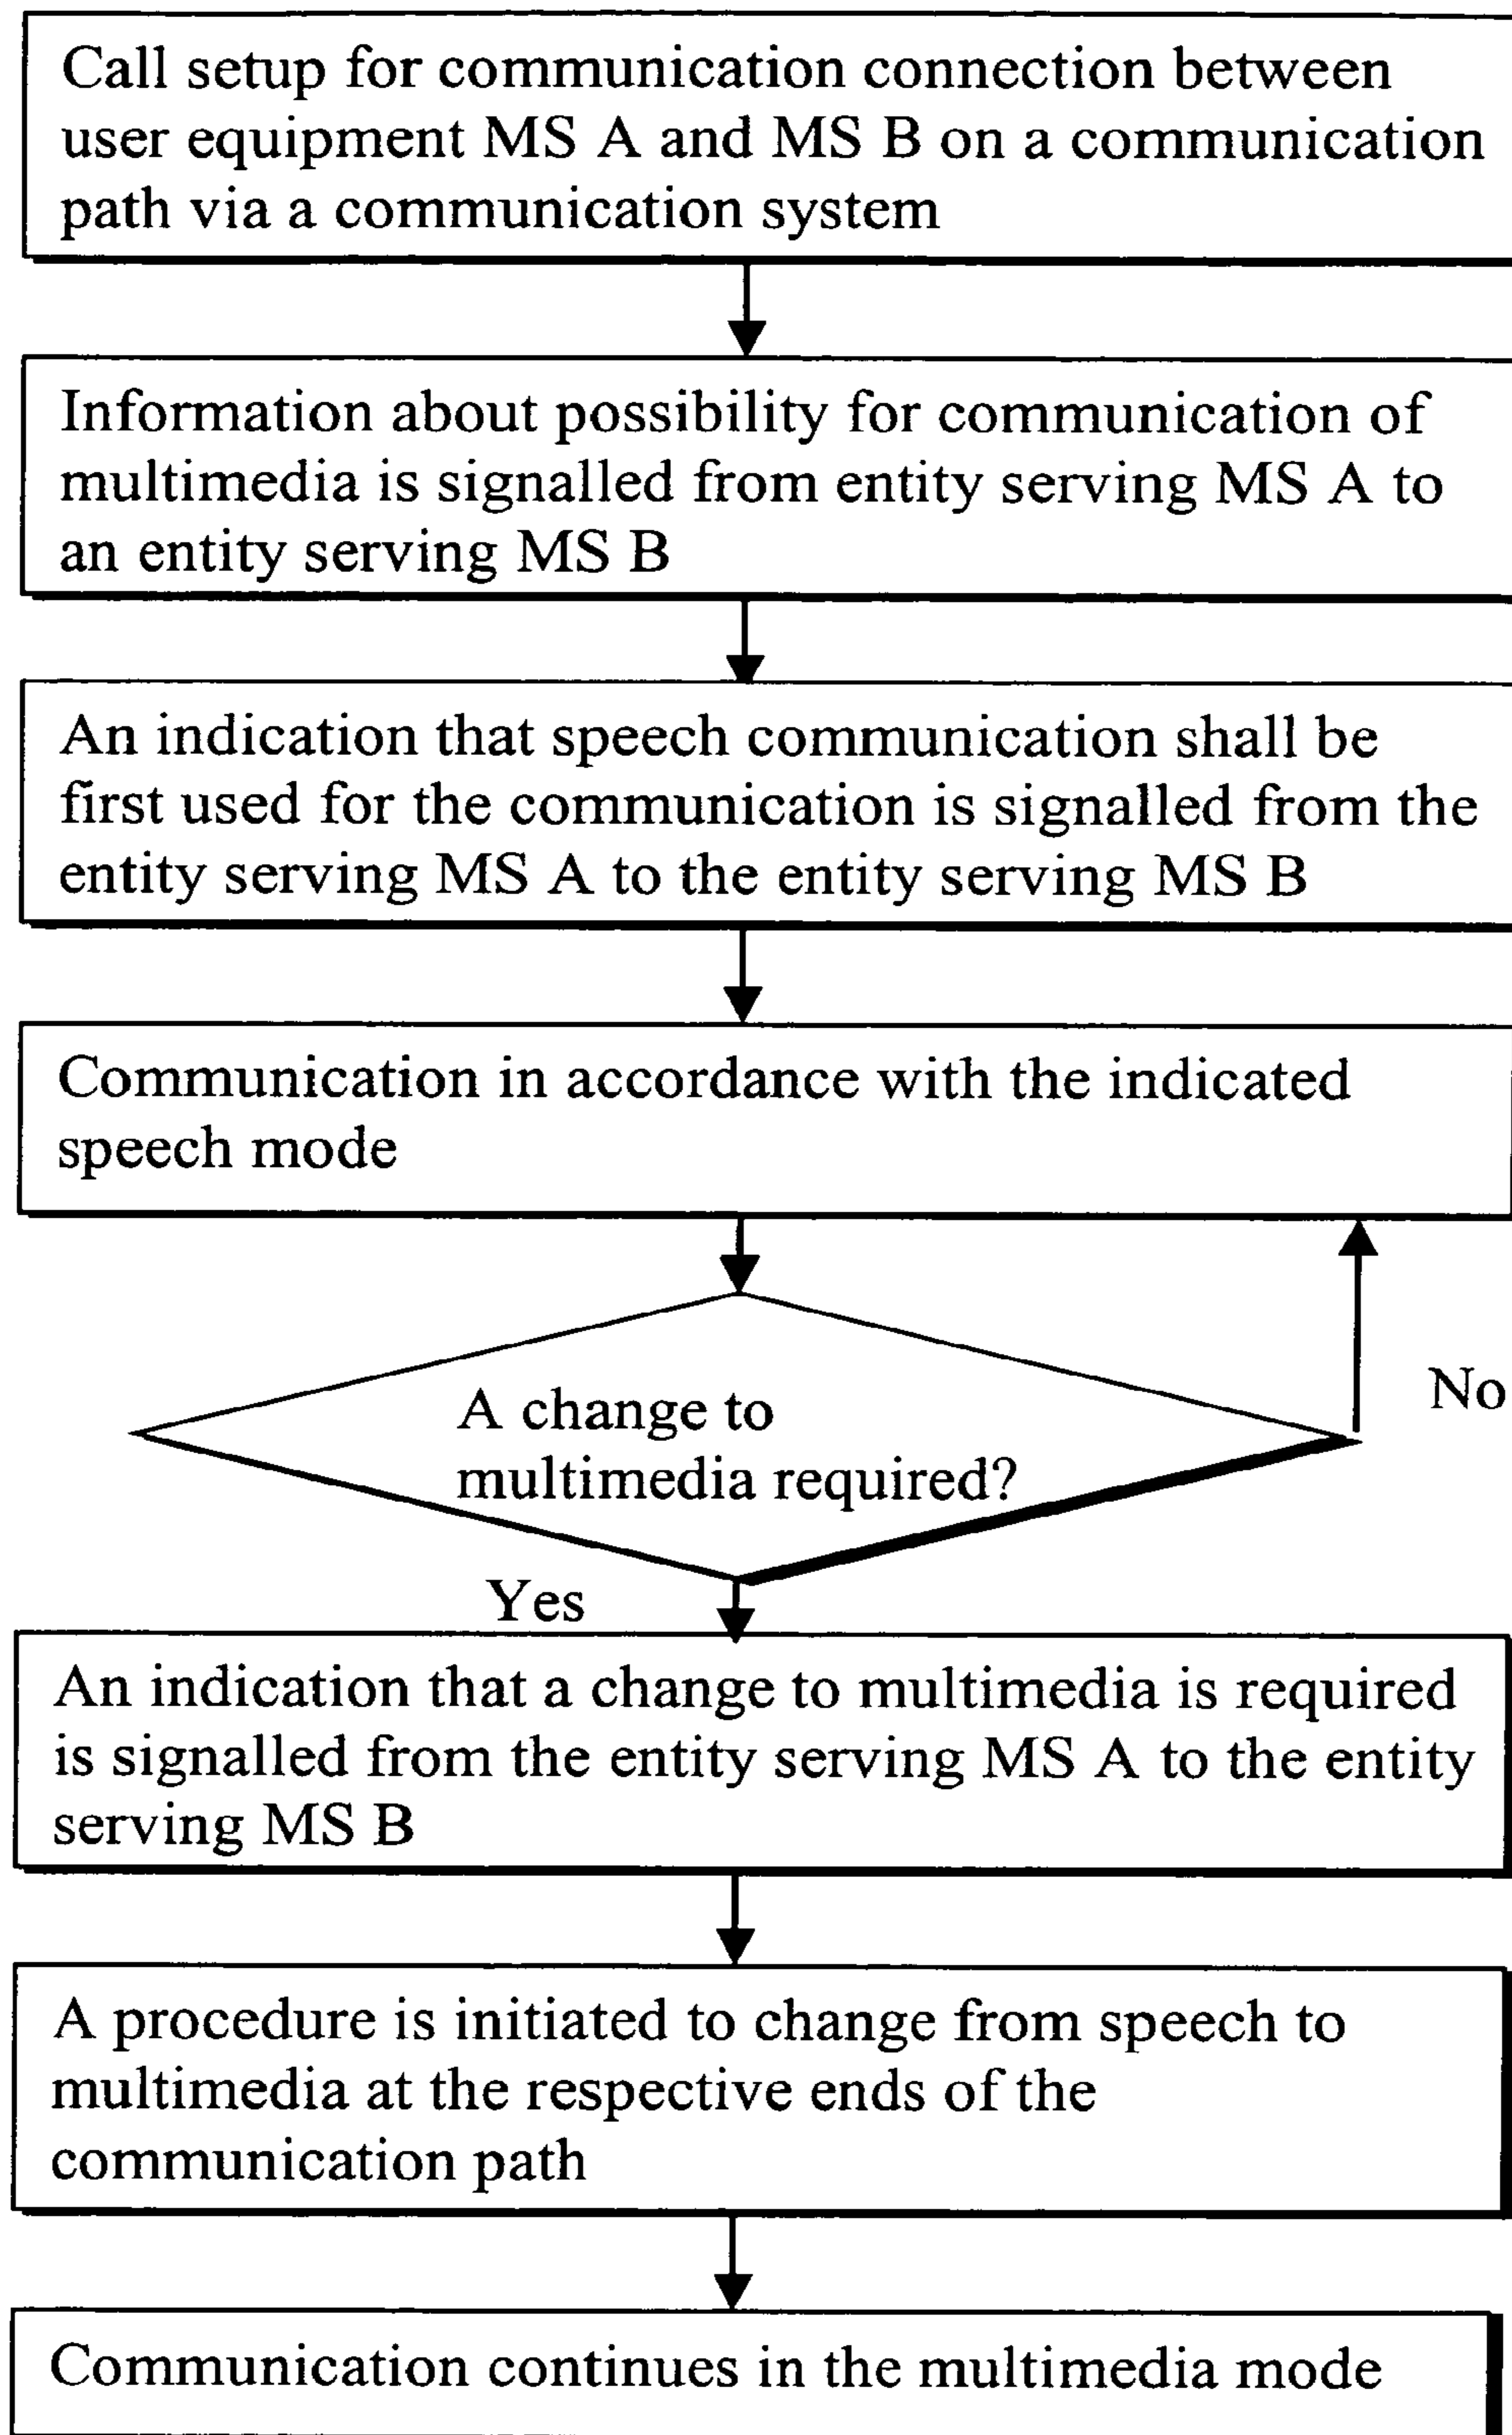 Call setup for communication connection between
user equipment MS A and MS B on a communication
path via a communication system
Information about possibility for communication of
multimedia is signalled from entity serving MS A to
an entity serving MS B
An indication that speech communication shall be
first used for the communication is signalled from the
entity serving MS A to the entity serving MS B
Communication in accordance with the indicated
speech mode
No
A change to
multimedia required?
Yes
An indication that a change to multimedia is required
is signalled from the entity serving MS A to the entity
serving MS B
A procedure is initiated to change from speech to
multimedia at the respective ends of the
communication path
Communication continues in the multimedia mode